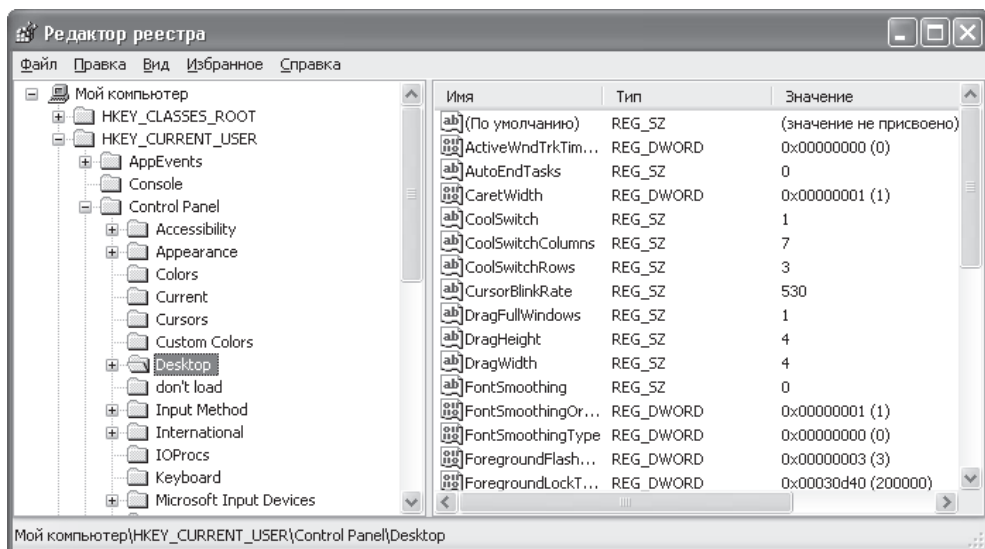 Редактор реестра
Файл Правка Вид Избранное Справка
Мой компьютер
HKEY_CLASSES_ROOT
HKEY_CURRENT_USER
AppEvents
Console
Control Panel
Accessibility
Appearance
Colors
Current
Cursors
Custom Colors
Desktop
don't load
Input Method
International
IOProcs
Keyboard
Microsoft Input Devices
Имя Тип Значение
(По умолчанию) REG_SZ (значение не присвоено)
ActiveWndTrkTim... REG_DWORD 0x00000000 (0)
AutoEndTasks REG_SZ 0
CaretWidth REG_DWORD 0x00000001 (1)
CoolSwitch REG_SZ 1
CoolSwitchColumns REG_SZ 7
CoolSwitchRows REG_SZ 3
CursorBlinkRate REG_SZ 530
DragFullWindows REG_SZ 1
DragHeight REG_SZ 4
DragWidth REG_SZ 4
FontSmoothing REG_SZ 0
FontSmoothingOr... REG_DWORD 0x00000001 (1)
FontSmoothingType REG_DWORD 0x00000000 (0)
ForegroundFlash... REG_DWORD 0x00000003 (3)
ForegroundLockT... REG_DWORD 0x00030d40 (200000)
Мой компьютер\HKEY_CURRENT_USER\Control Panel\Desktop